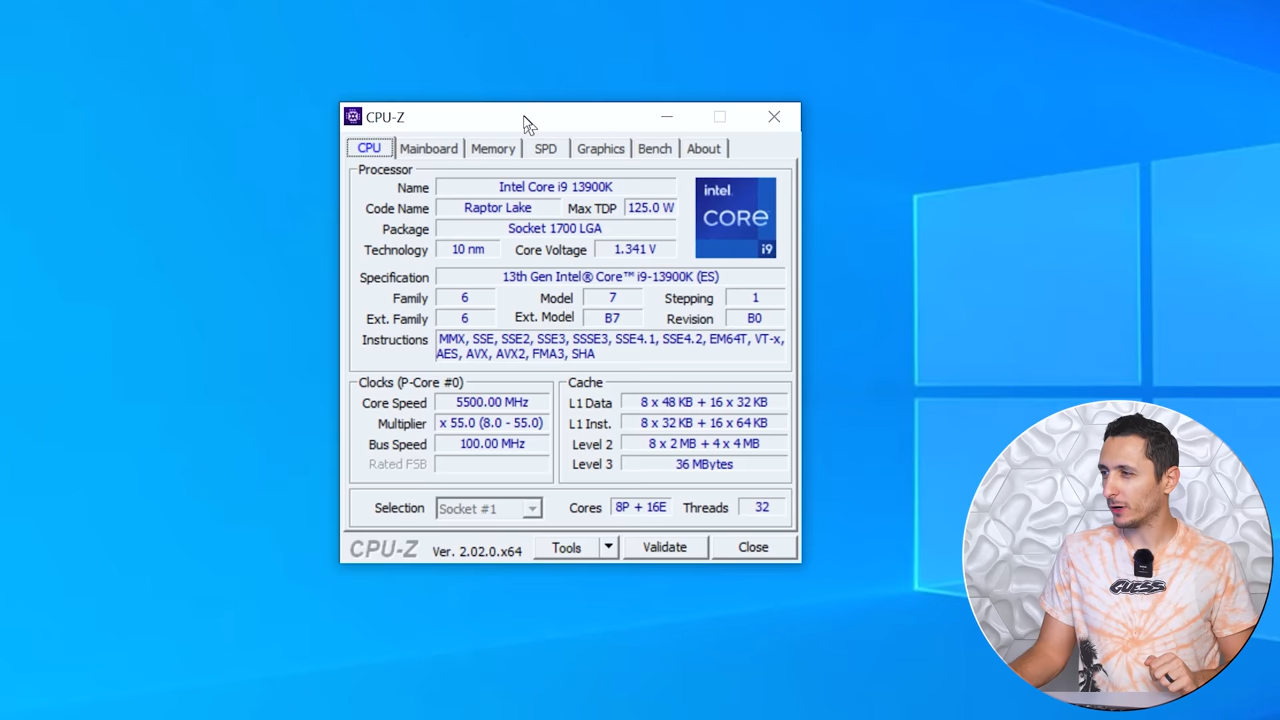 CPU-Z
CPU Mainboard Memory SPD Graphics Bench About
Processor
Name Intel Core i9 13900K
Code Name Raptor Lake Max TDP 125.0 W
Package Socket 1700 LGA
Technology 10 nm Core Voltage 1.341 V
intel
CORE
i9
Specification 13th Gen Intel® Core™ i9-13900K (ES)
Family 6 Model 7 Stepping 1
Ext. Family 6 Ext. Model B7 Revision B0
Instructions MMX, SSE, SSE2, SSE3, SSSE3, SSE4.1, SSE4.2, EM64T, VT-x,
AES, AVX, AVX2, FMA3, SHA
Clocks (P-Core #0)
Core Speed 5500.00 MHz
Multiplier x 55.0 (8.0 - 55.0)
Bus Speed 100.00 MHz
Rated FSB
Cache
L1 Data 8 x 48 KB + 16 x 32 KB
L1 Inst. 8 x 32 KB + 16 x 64 KB
Level 2 8 x 2 MB + 4 x 4 MB
Level 3 36 MBytes
Selection Socket #1 Cores 8P + 16E Threads 32
CPU-Z Ver. 2.02.0.x64 Tools Validate Close
GUESS